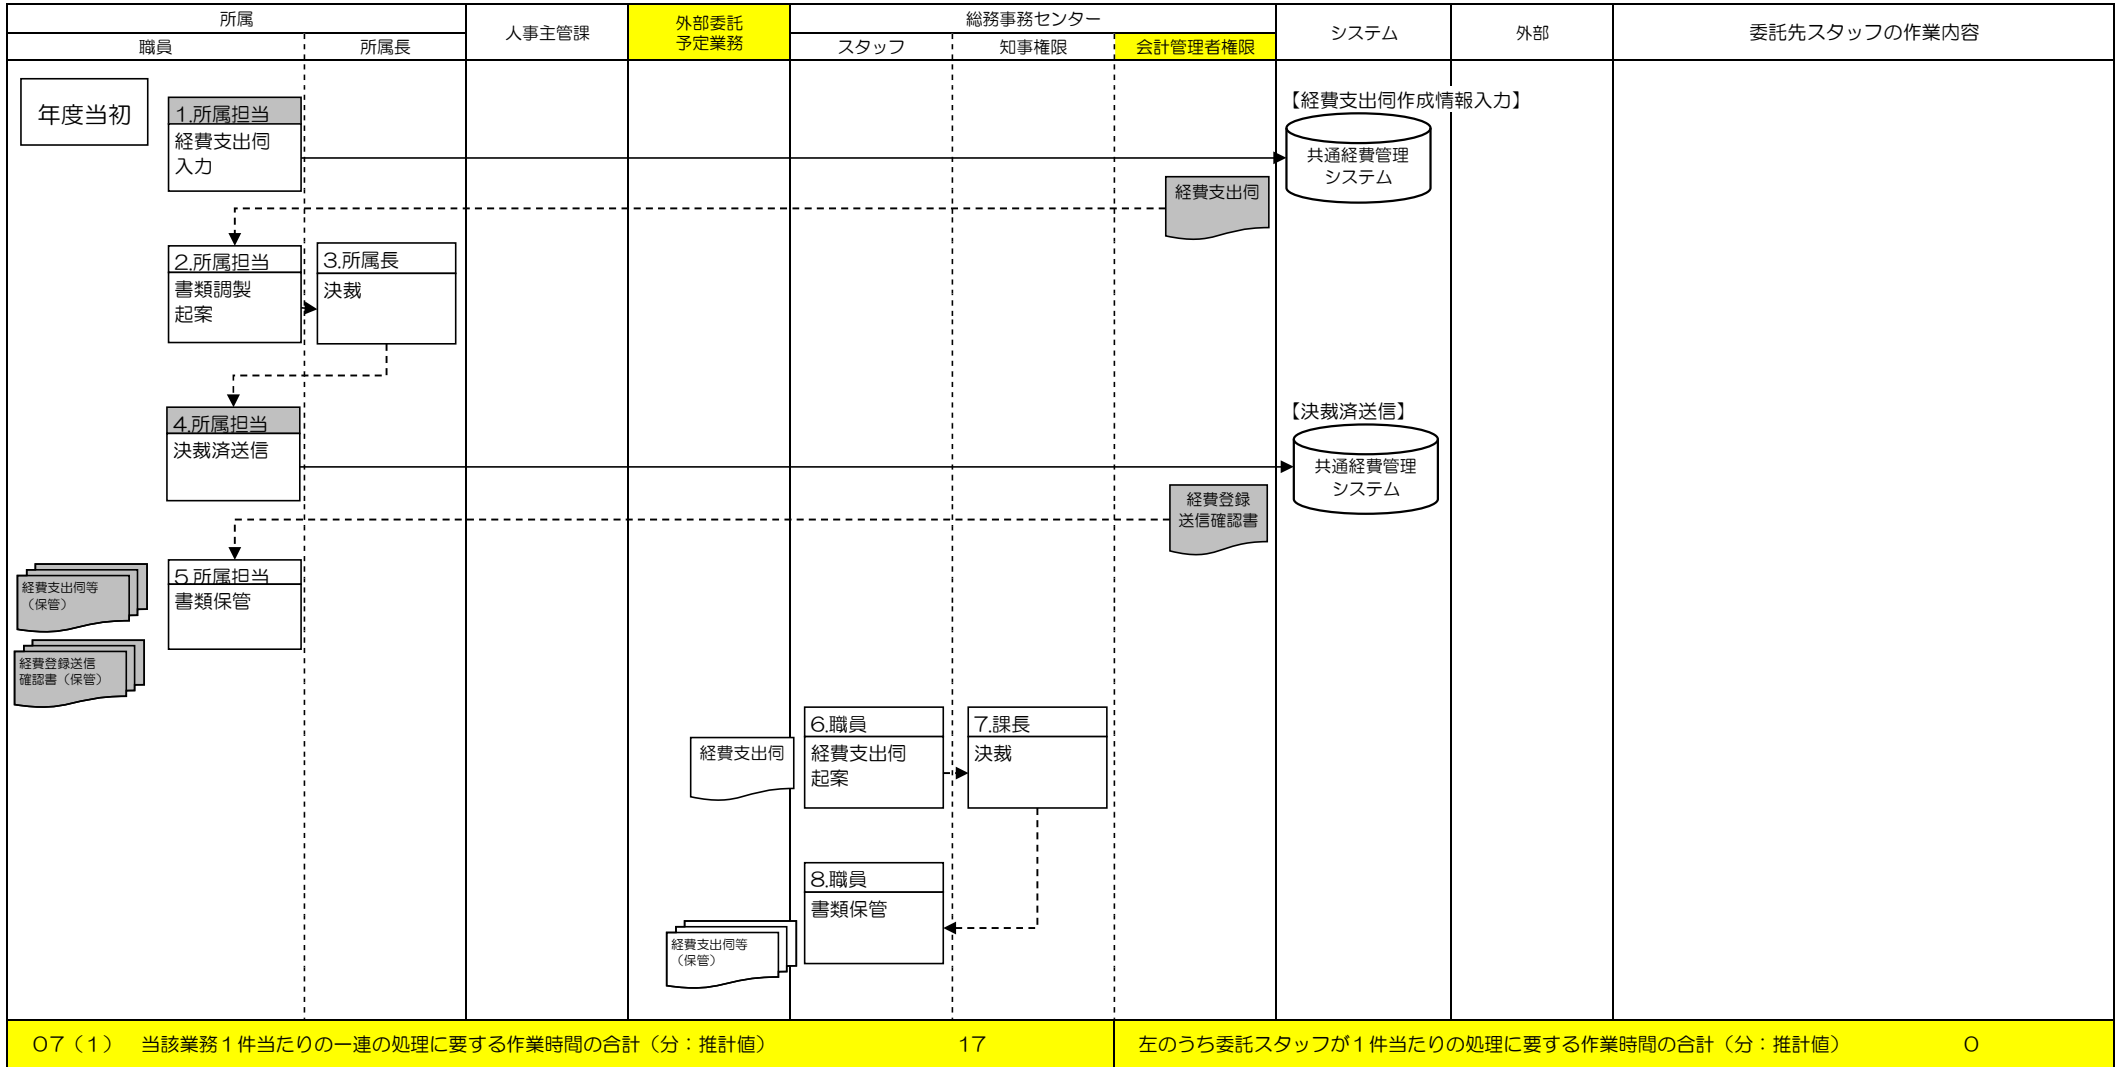 所属
人事主管課
外部委託
予定業務
総務事務センター
システム
外部
委託先スタッフの作業内容
職員
所属長
スタッフ
知事権限
会計管理者権限
年度当初
1.所属担当
経費支出伺
入力
【経費支出伺作成情報入力】
共通経費管理
システム
経費支出伺
2.所属担当
書類調製
起案
3.所属長
決裁
4.所属担当
決裁済送信
【決裁済送信】
共通経費管理
システム
経費登録
送信確認書
5.所属担当
書類保管
経費支出伺等
（保管）
経費登録送信
確認書（保管）
6.職員
経費支出伺
起案
7.課長
決裁
経費支出伺
8.職員
書類保管
経費支出伺等
（保管）
07（1）　当該業務1件当たりの一連の処理に要する作業時間の合計（分：推計値）　17
左のうち委託スタッフが1件当たりの処理に要する作業時間の合計（分：推計値）　0